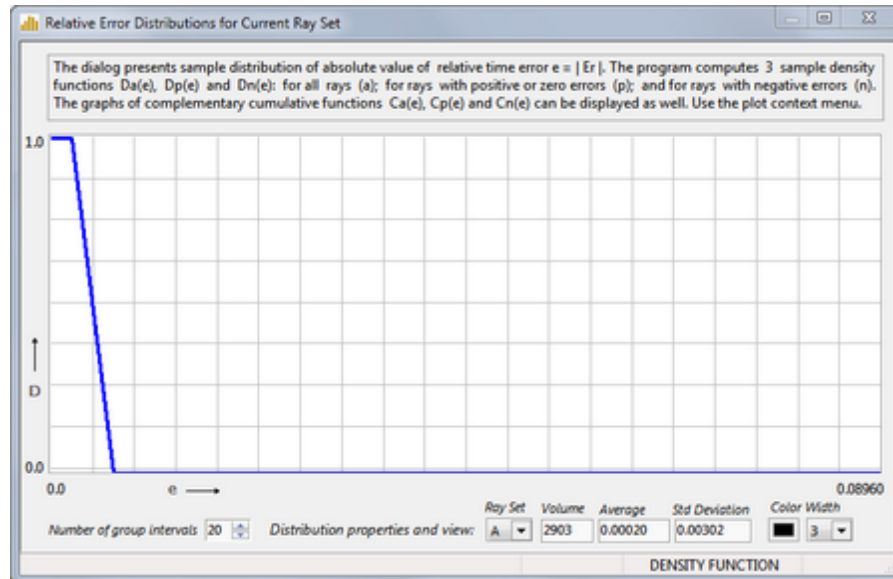 Relative Error Distributions for Current Ray Set
The dialog presents sample distribution of absolute value of relative time error e = | Er |. The program computes 3 sample density
functions Da(e), Dp(e) and Dn(e): for all rays (a); for rays with positive or zero errors (p); and for rays with negative errors (n).
The graphs of complementary cumulative functions Ca(e), Cp(e) and Cn(e) can be displayed as well. Use the plot context menu.
1.0
D
0.0
0.0 e 0.08960
Ray Set Volume Average Std Deviation Color Width
Number of group intervals 20 Distribution properties and view: A 2903 0.00020 0.00302 3
DENSITY FUNCTION